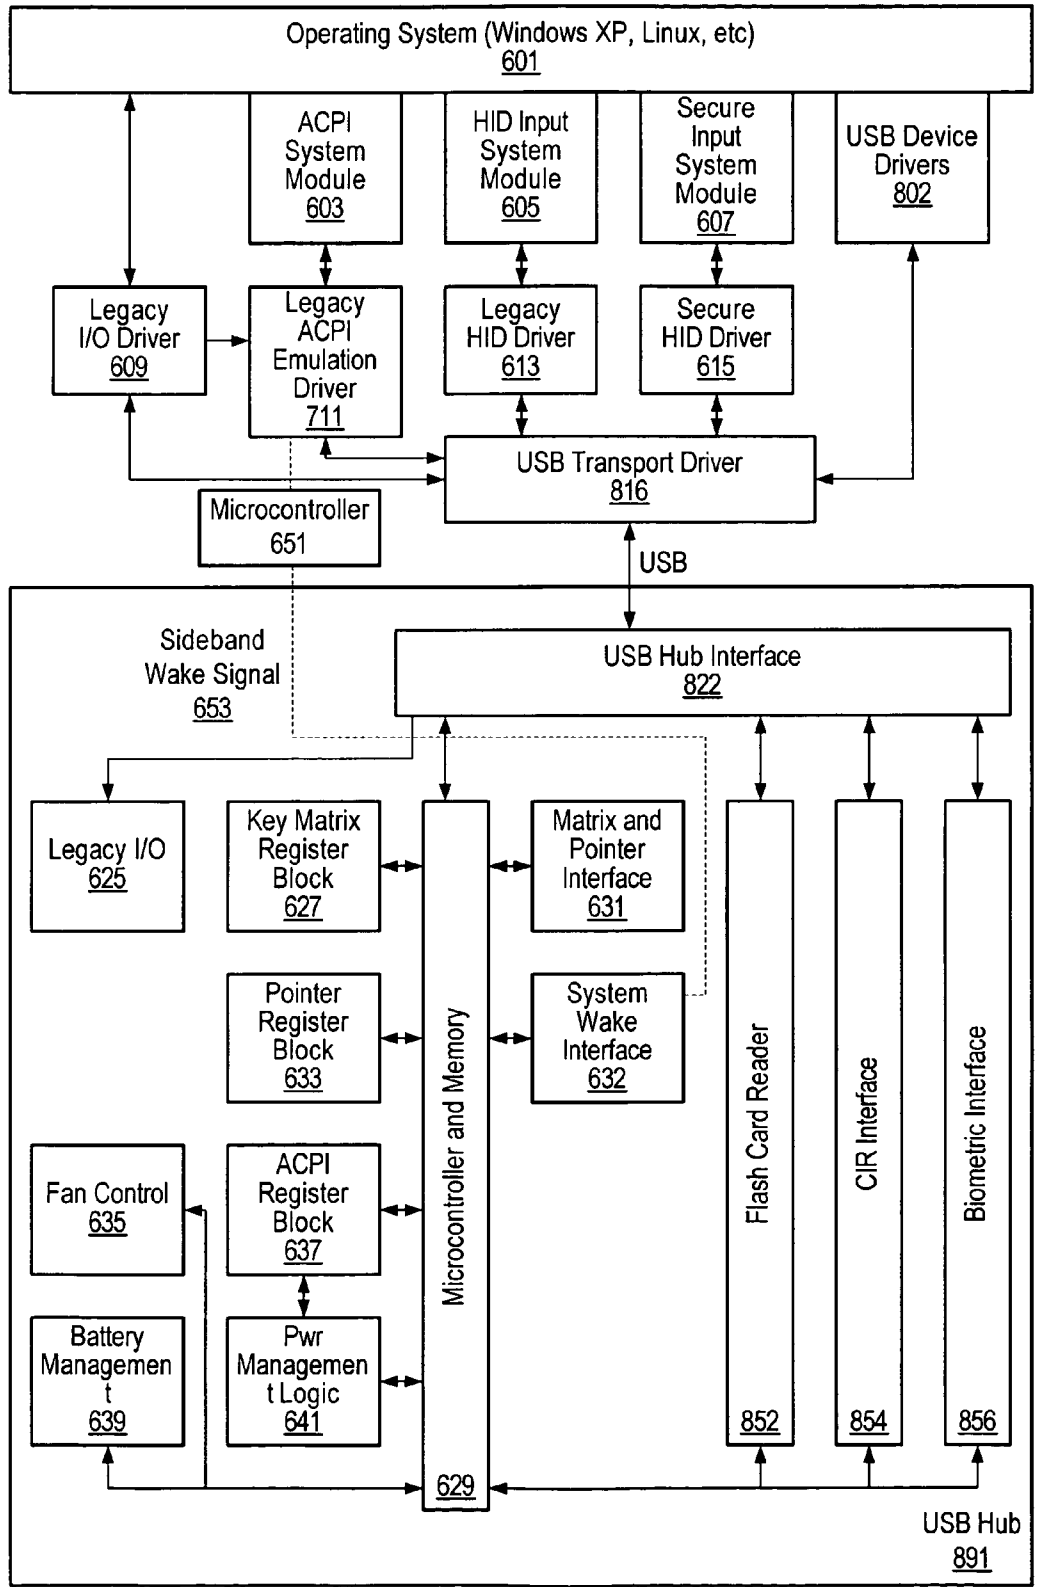 Operating System (Windows XP, Linux, etc)
601
ACPI
System
Module
603
HID Input
System
Module
605
Secure
Input
System
Module
607
USB Device
Drivers
802
Legacy
I/O Driver
609
Legacy
ACPI
Emulation
Driver
711
Legacy
HID Driver
613
Secure
HID Driver
615
USB Transport Driver
816
Microcontroller
651
USB
Sideband
Wake Signal
653
USB Hub Interface
822
Legacy I/O
625
Key Matrix
Register
Block
627
Matrix and
Pointer
Interface
631
Pointer
Register
Block
633
System
Wake
Interface
632
Fan Control
635
ACPI
Register
Block
637
Battery
Managemen
t
639
Pwr
Managemen
t Logic
641
Microcontroller and Memory
629
Flash Card Reader
852
CIR Interface
854
Biometric Interface
856
USB Hub
891